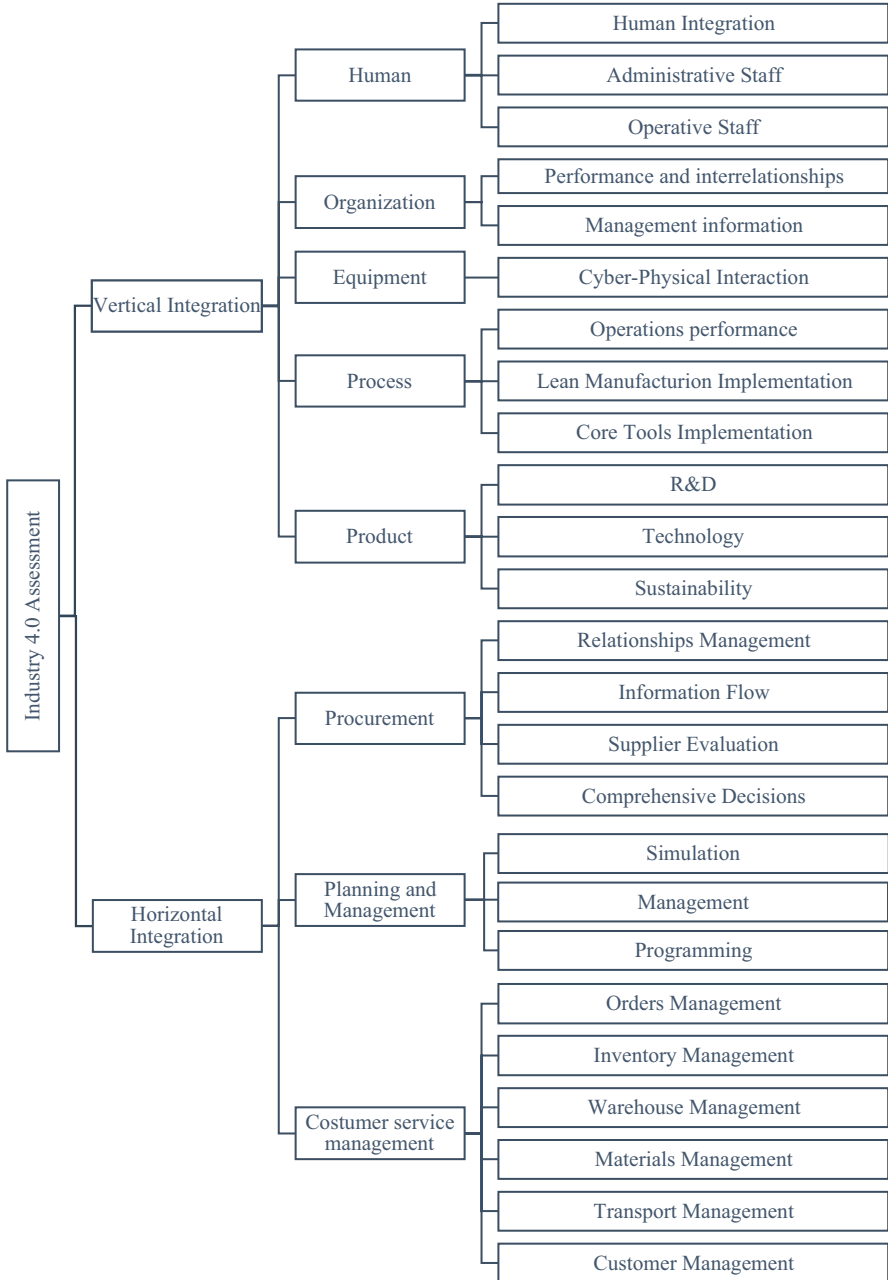 Industry 4.0 Assessment
Vertical Integration
Human
Human Integration
Administrative Staff
Operative Staff
Organization
Performance and interrelationships
Management information
Equipment
Cyber-Physical Interaction
Process
Operations performance
Lean Manufacturion Implementation
Core Tools Implementation
Product
R&D
Technology
Sustainability
Horizontal
Integration
Procurement
Relationships Management
Information Flow
Supplier Evaluation
Comprehensive Decisions
Planning and
Management
Simulation
Management
Programming
Costumer service
management
Orders Management
Inventory Management
Warehouse Management
Materials Management
Transport Management
Customer Management